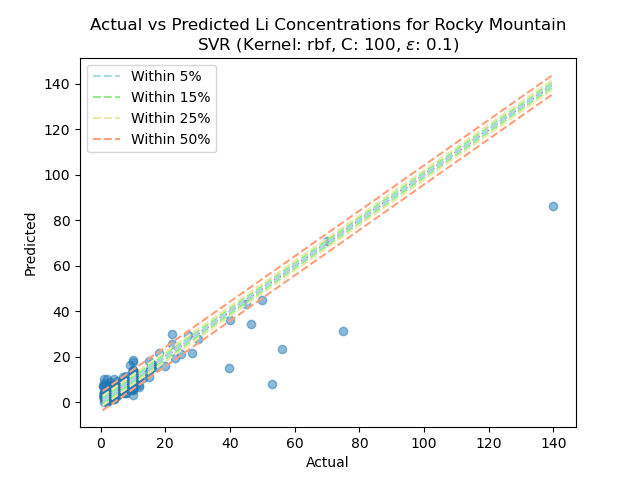 Actual vs Predicted Li Concentrations for Rocky Mountain
SVR (Kernel: rbf, C: 100, ε: 0.1)
Within 5%
Within 15%
Within 25%
Within 50%
Predicted
140
120
100
80
60
40
20
0
0 20 40 60 80 100 120 140
Actual